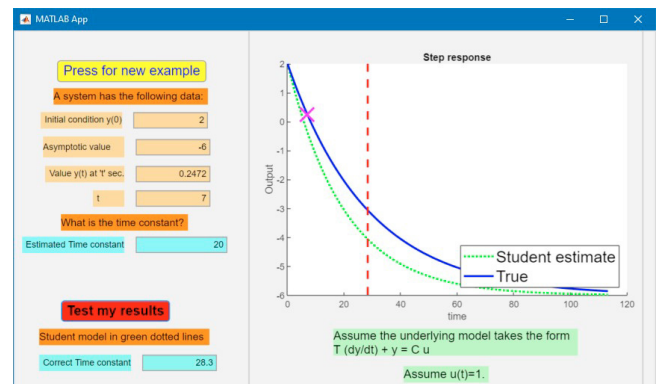 MATLAB App
Press for new example
A system has the following data:
Initial condition y(0)
2
Asymptotic value
-6
Value y(t) at 't' sec.
0.2472
t
7
What is the time constant?
Estimated Time constant
20
Test my results
Student model in green dotted lines
Correct Time constant
28.3
Step response
Output
2
1
0
-1
-2
-3
-4
-5
-6
0 20 40 60 80 100 120
time
Student estimate
True
Assume the underlying model takes the form
T (dy/dt) + y = C u
Assume u(t)=1.